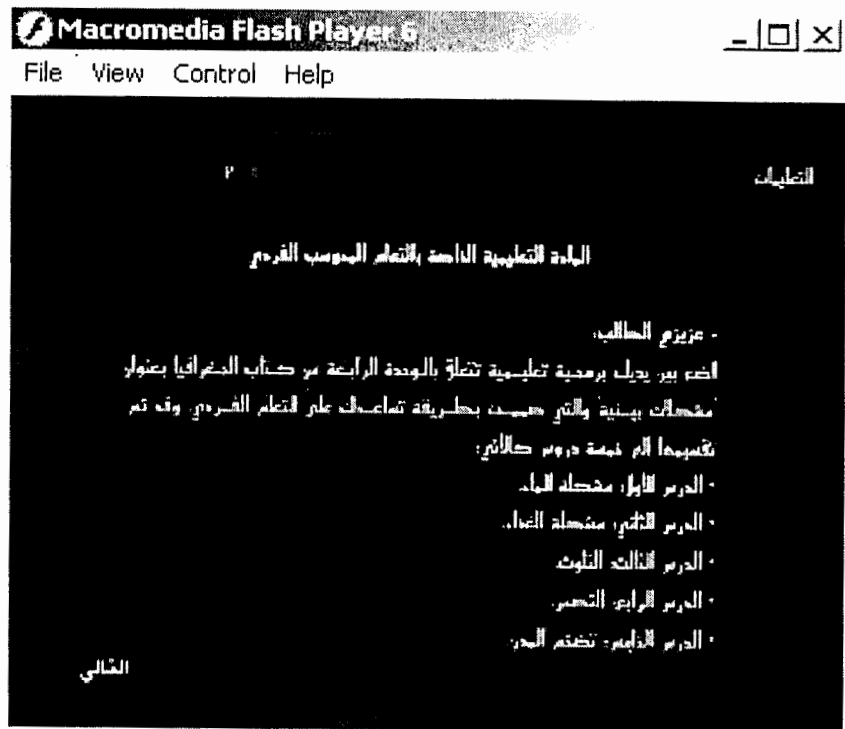 Macromedia Flash Player 6
File View Control Help
التعليمات
المادة التعليمية الخاصة بالتعلم المحوسب الفردي
- عزيزي الطالب:
اضع بين يديك برمجية تعليمية تتعلق بالوحدة الرابعة من كتاب الجغرافيا بعنوان
"مشكلات بيئية" والتي صممت بطريقة تساعدك على التعلم الفردي وقد تم
تقسيمها الى خمسة دروس كالآتي:
· الدرس الأول: مشكلة الماء.
· الدرس الثاني: مشكلة الغذاء.
· الدرس الثالث: التلوث.
· الدرس الرابع: التصحر.
· الدرس الخامس: تضخم المدن.
التالي